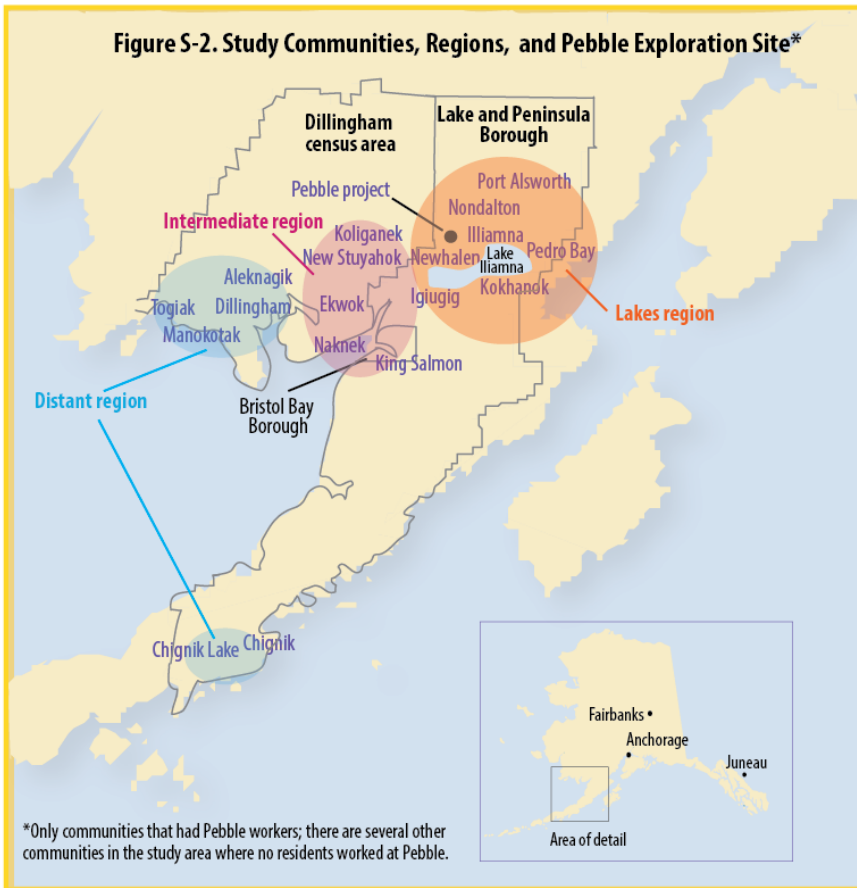 Figure S-2. Study Communities, Regions, and Pebble Exploration Site*
Dillingham
census area
Lake and Peninsula
Borough
Pebble project
Port Alsworth
Nondalton
Intermediate region
Koliganek
Illiamna
New Stuyahok
Newhalen
Lake
Iliamna
Pedro Bay
Aleknagik
Kokhanok
Igiugig
Togiak
Dillingham
Ekwok
Lakes region
Manokotak
Naknek
King Salmon
Distant region
Bristol Bay
Borough
Chignik Lake
Chignik
Fairbanks
Anchorage
Juneau
Area of detail
*Only communities that had Pebble workers; there are several other
communities in the study area where no residents worked at Pebble.